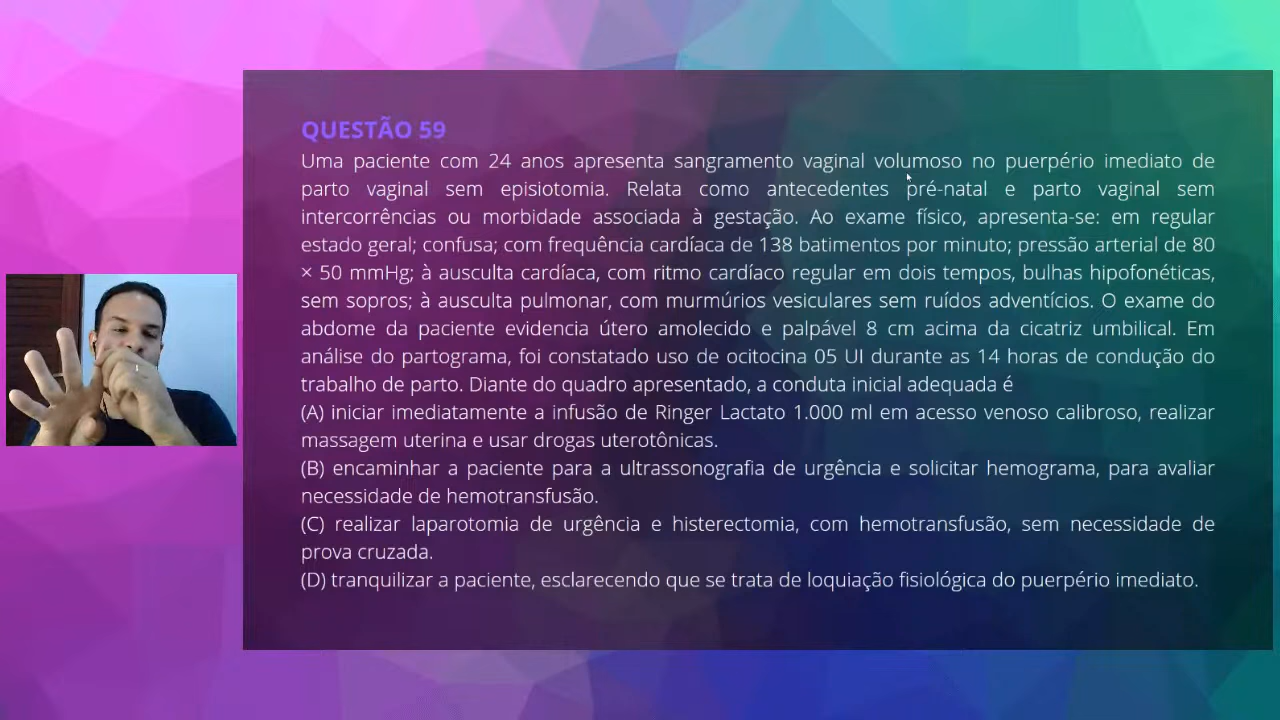 QUESTÃO 59
Uma paciente com 24 anos apresenta sangramento vaginal volumoso no puerpério imediato de
parto vaginal sem episiotomia. Relata como antecedentes pré-natal e parto vaginal sem
intercorrências ou morbidade associada à gestação. Ao exame físico, apresenta-se: em regular
estado geral; confusa; com frequência cardíaca de 138 batimentos por minuto; pressão arterial de 80
× 50 mmHg; à ausculta cardíaca, com ritmo cardíaco regular em dois tempos, bulhas hipofonéticas,
sem sopros; à ausculta pulmonar, com murmúrios vesiculares sem ruídos adventícios. O exame do
abdome da paciente evidencia útero amolecido e palpável 8 cm acima da cicatriz umbilical. Em
análise do partograma, foi constatado uso de ocitocina 05 UI durante as 14 horas de condução do
trabalho de parto. Diante do quadro apresentado, a conduta inicial adequada é
(A) iniciar imediatamente a infusão de Ringer Lactato 1.000 ml em acesso venoso calibroso, realizar
massagem uterina e usar drogas uterotônicas.
(B) encaminhar a paciente para a ultrassonografia de urgência e solicitar hemograma, para avaliar
necessidade de hemotransfusão.
(C) realizar laparotomia de urgência e histerectomia, com hemotransfusão, sem necessidade de
prova cruzada.
(D) tranquilizar a paciente, esclarecendo que se trata de loquiação fisiológica do puerpério imediato.